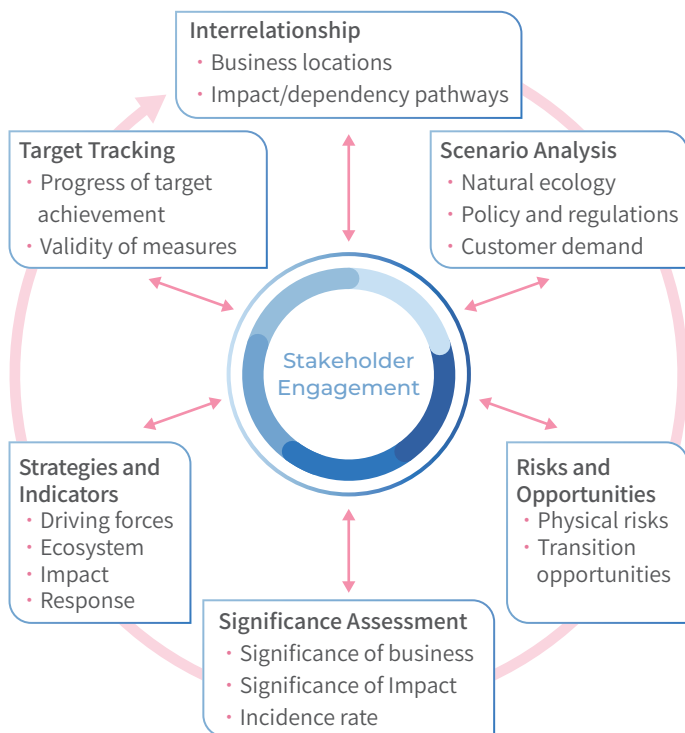 Interrelationship
· Business locations
· Impact/dependency pathways
Target Tracking
· Progress of target
achievement
· Validity of measures
Scenario Analysis
· Natural ecology
· Policy and regulations
· Customer demand
Stakeholder
Engagement
Strategies and
Indicators
· Driving forces
· Ecosystem
· Impact
· Response
Risks and
Opportunities
· Physical risks
· Transition
opportunities
Significance Assessment
· Significance of business
· Significance of Impact
· Incidence rate